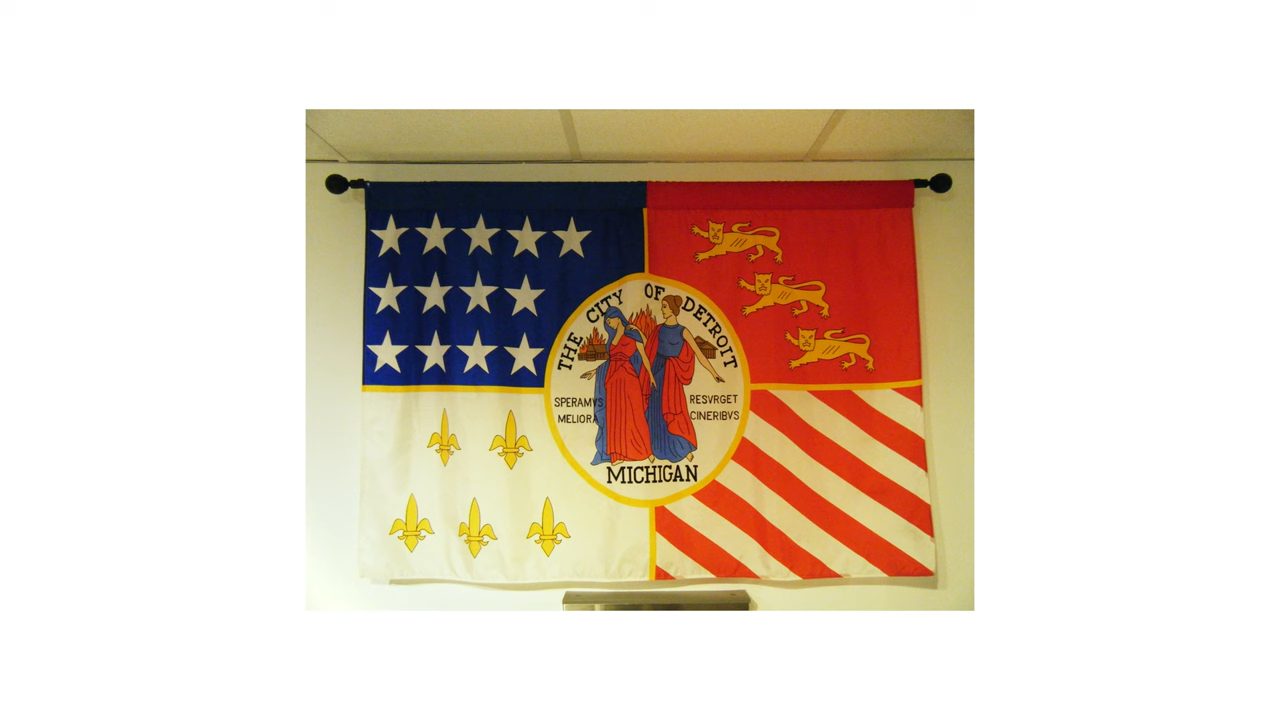 THE CITY OF DETROIT
SPERAMVS
MELIORA
RESVRGET
CINERIBVS
MICHIGAN